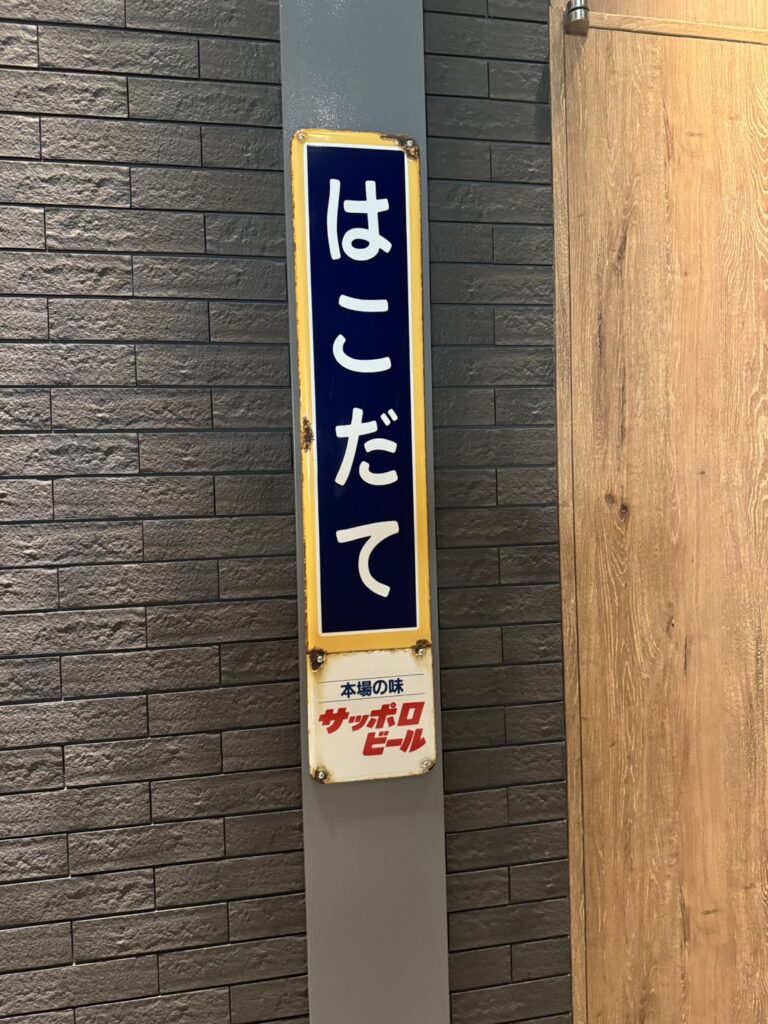 はこだて
本場の味
サッポロ
ビール